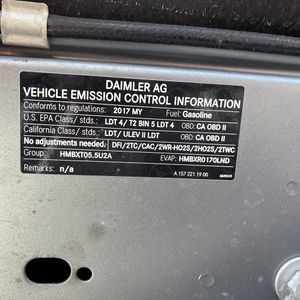 DAIMLER AG
VEHICLE EMISSION CONTROL INFORMATION
Conforms to regulations: 2017 MY Fuel: Gasoline
U.S. EPA Class/ stds.: LDT 4/ T2 BIN 5 LDT 4 OBD: CA OBD II
California Class/ stds.: LDT/ ULEV II LDT OBD: CA OBD II
No adjustments needed: DFI/2TC/CAC/2WR-HO2S/2HO2S/2TWC
Group: HMBXT05.5U2A EVAP: HMBXR0170LND
Remarks: n/a
A 157 221 19 00